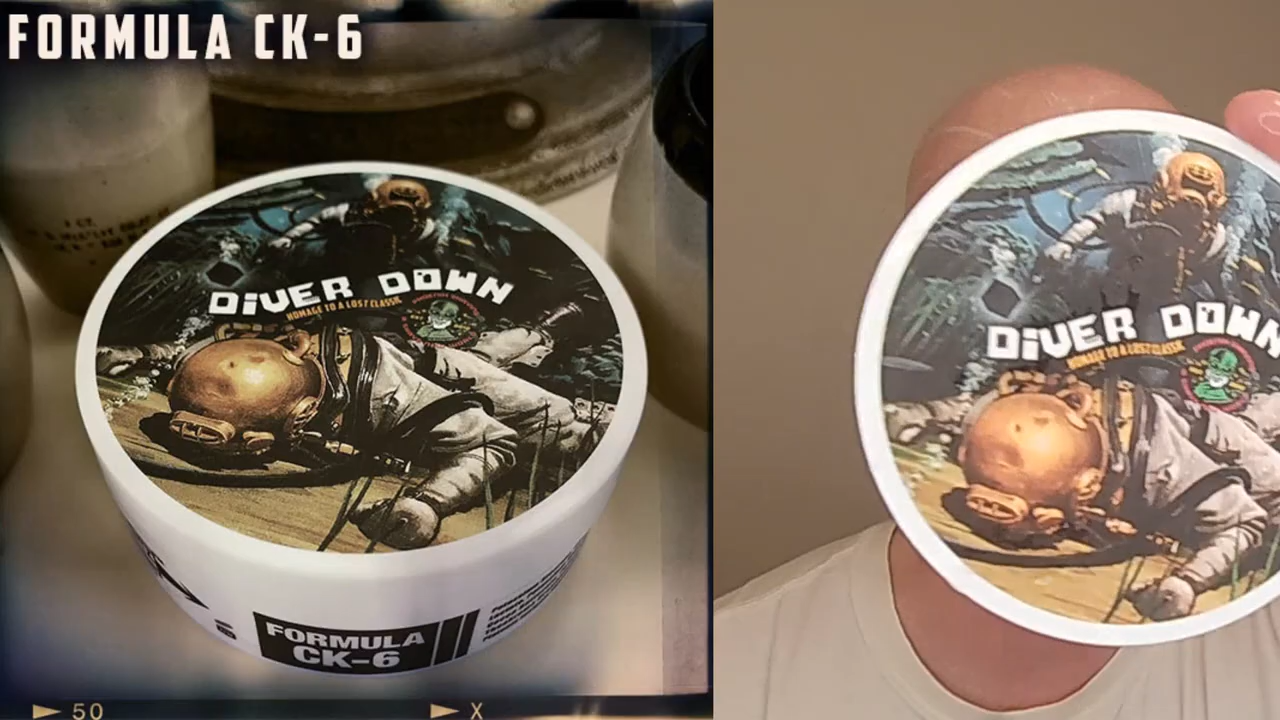 FORMULA CK-6
DiVER DOWN
HOMAGE TO A LOST CLASSIC
FORMULA
CK-6
50
X
DiVER DOWN
HOMAGE TO A LOST CLASSIC